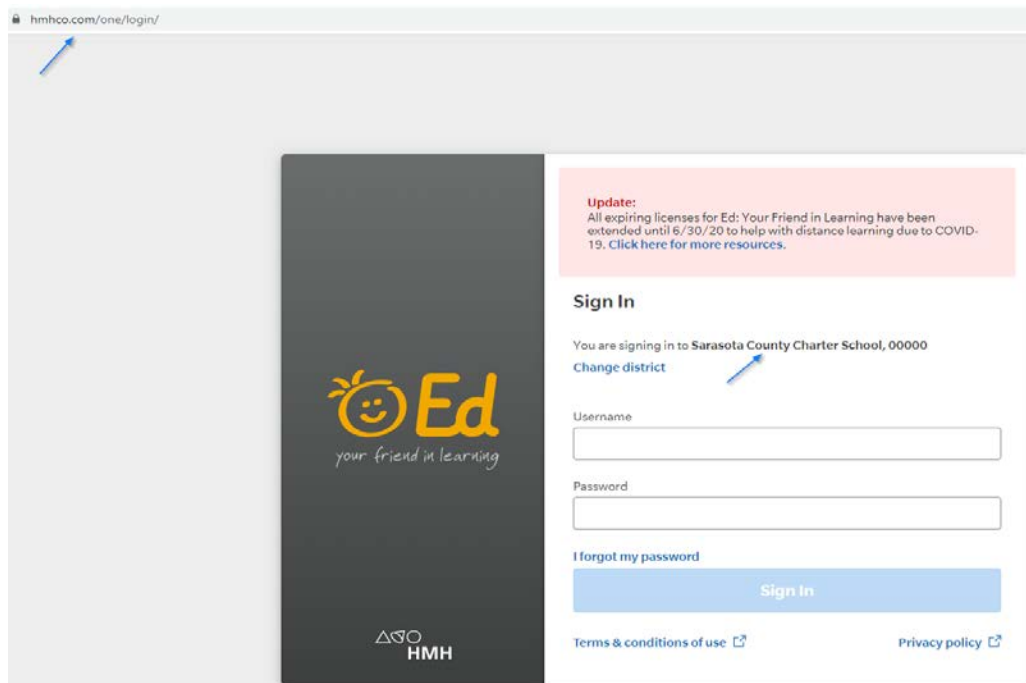 hmhco.com/one/login/
Update:
All expiring licenses for Ed: Your Friend in Learning have been
extended until 6/30/20 to help with distance learning due to COVID-
19. Click here for more resources.
Sign In
You are signing in to Sarasota County Charter School, 00000
Change district
Ed
your friend in learning
Username
Password
I forgot my password
Sign In
HMH
Terms & conditions of use
Privacy policy